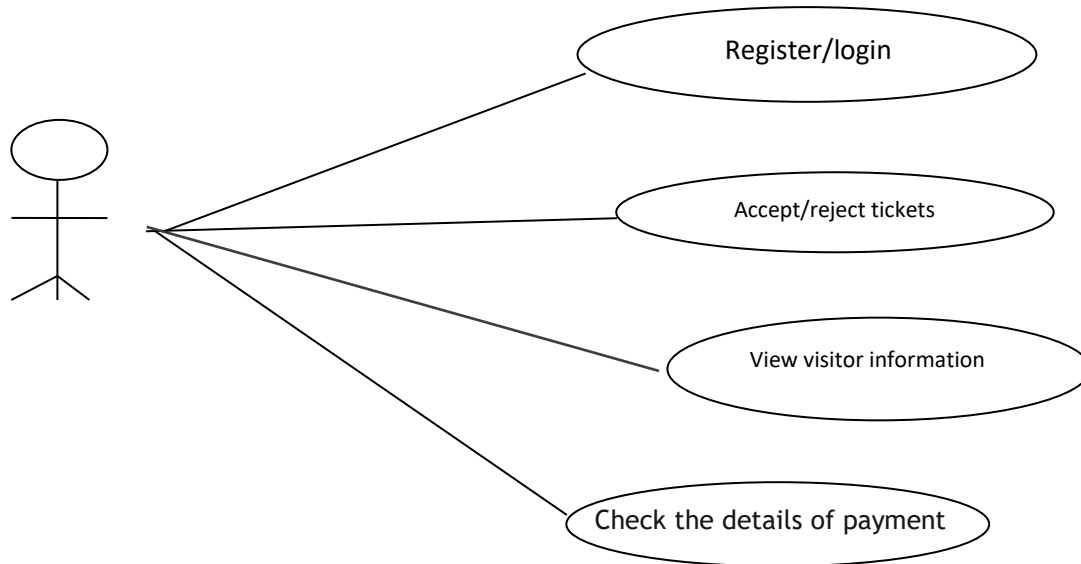 Register/login
Accept/reject tickets
View visitor information
Check the details of payment